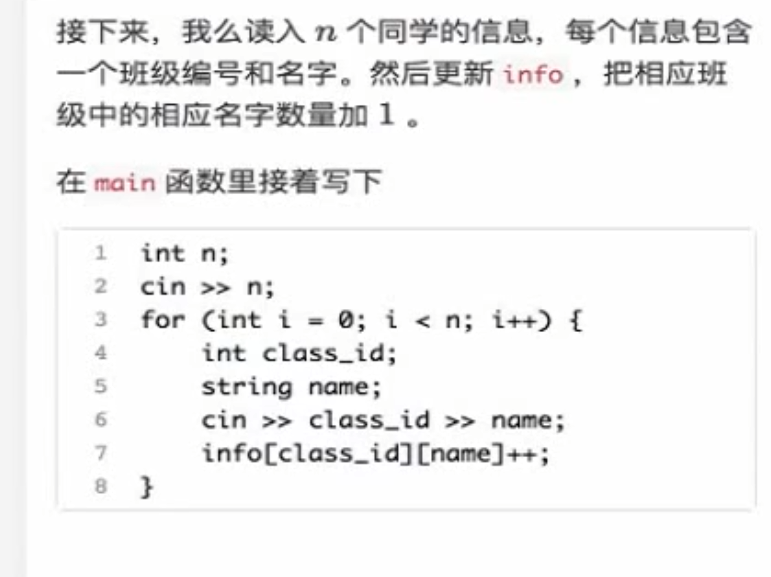 接下来，我么读入 n 个同学的信息，每个信息包含
一个班级编号和名字。然后更新 info ，把相应班
级中的相应名字数量加 1 。
在 main 函数里接着写下
1 int n;
2 cin >> n;
3 for (int i = 0; i < n; i++) {
4 int class_id;
5 string name;
6 cin >> class_id >> name;
7 info[class_id][name]++;
8 }